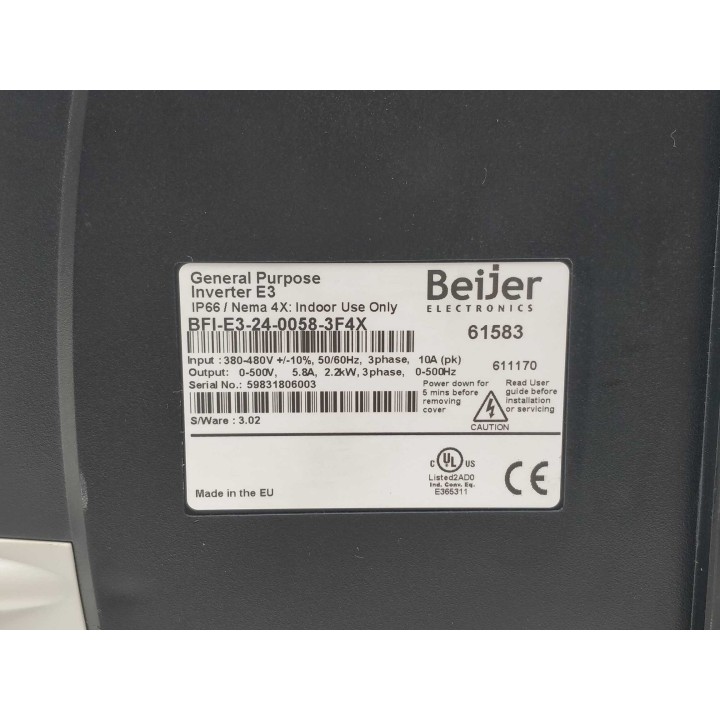 General Purpose
Inverter E3
IP66 / Nema 4X: Indoor Use Only
BFI-E3-24-0058-3F4X
Beijer
ELECTRONICS
61583
Input : 380-480V +/-10%, 50/60Hz, 3phase, 10A (pk)
Output: 0-500V, 5.8A, 2.2kW, 3phase, 0-500Hz
611170
Serial No.: 59831806003
S/Ware : 3.02
Power down for
5 mins before
removing
cover
Read User
guide before
installation
or servicing
CAUTION
C UL US
Listed2AD0
Ind. Conv. Eq.
E365311
CE
Made in the EU